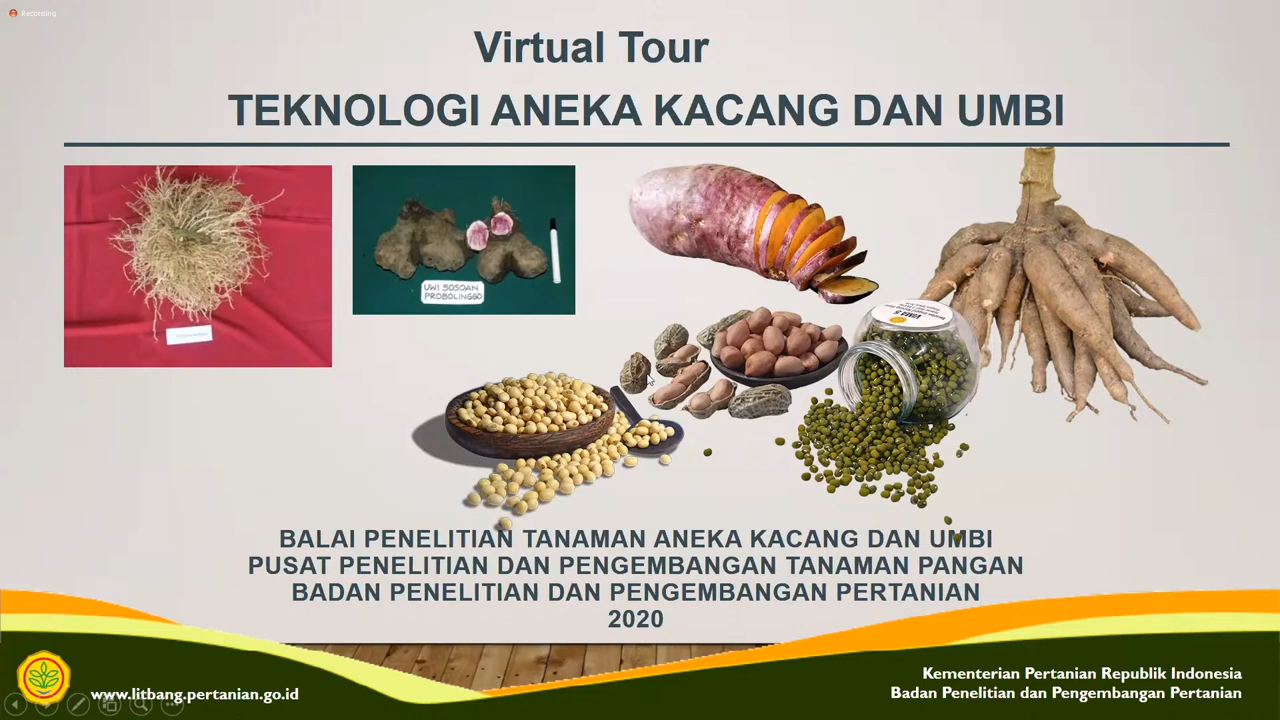 Recording
Virtual Tour
TEKNOLOGI ANEKA KACANG DAN UMBI
UWI SOSOAN
PROBOLINGGO
BALAI PENELITIAN TANAMAN ANEKA KACANG DAN UMBI
PUSAT PENELITIAN DAN PENGEMBANGAN TANAMAN PANGAN
BADAN PENELITIAN DAN PENGEMBANGAN PERTANIAN
2020
www.litbang.pertanian.go.id
Kementerian Pertanian Republik Indonesia
Badan Penelitian dan Pengembangan Pertanian